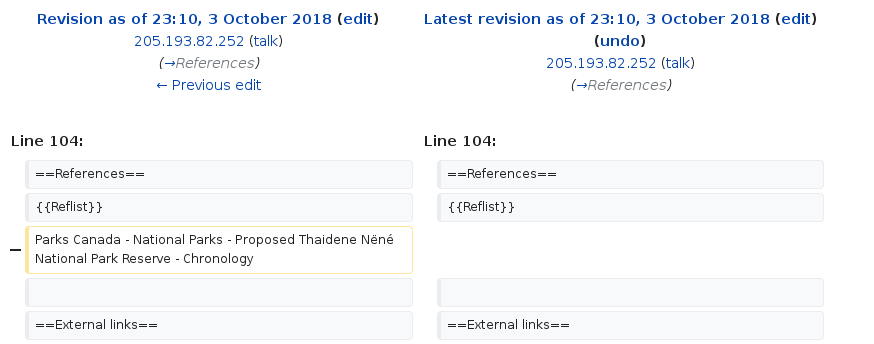 Revision as of 23:10, 3 October 2018 (edit)
205.193.82.252 (talk)
(→References)
← Previous edit
Latest revision as of 23:10, 3 October 2018 (edit)
(undo)
205.193.82.252 (talk)
(→References)
Line 104:
Line 104:
==References==
==References==
{{Reflist}}
{{Reflist}}
− Parks Canada - National Parks - Proposed Thaidene Nëné
National Park Reserve - Chronology
==External links==
==External links==